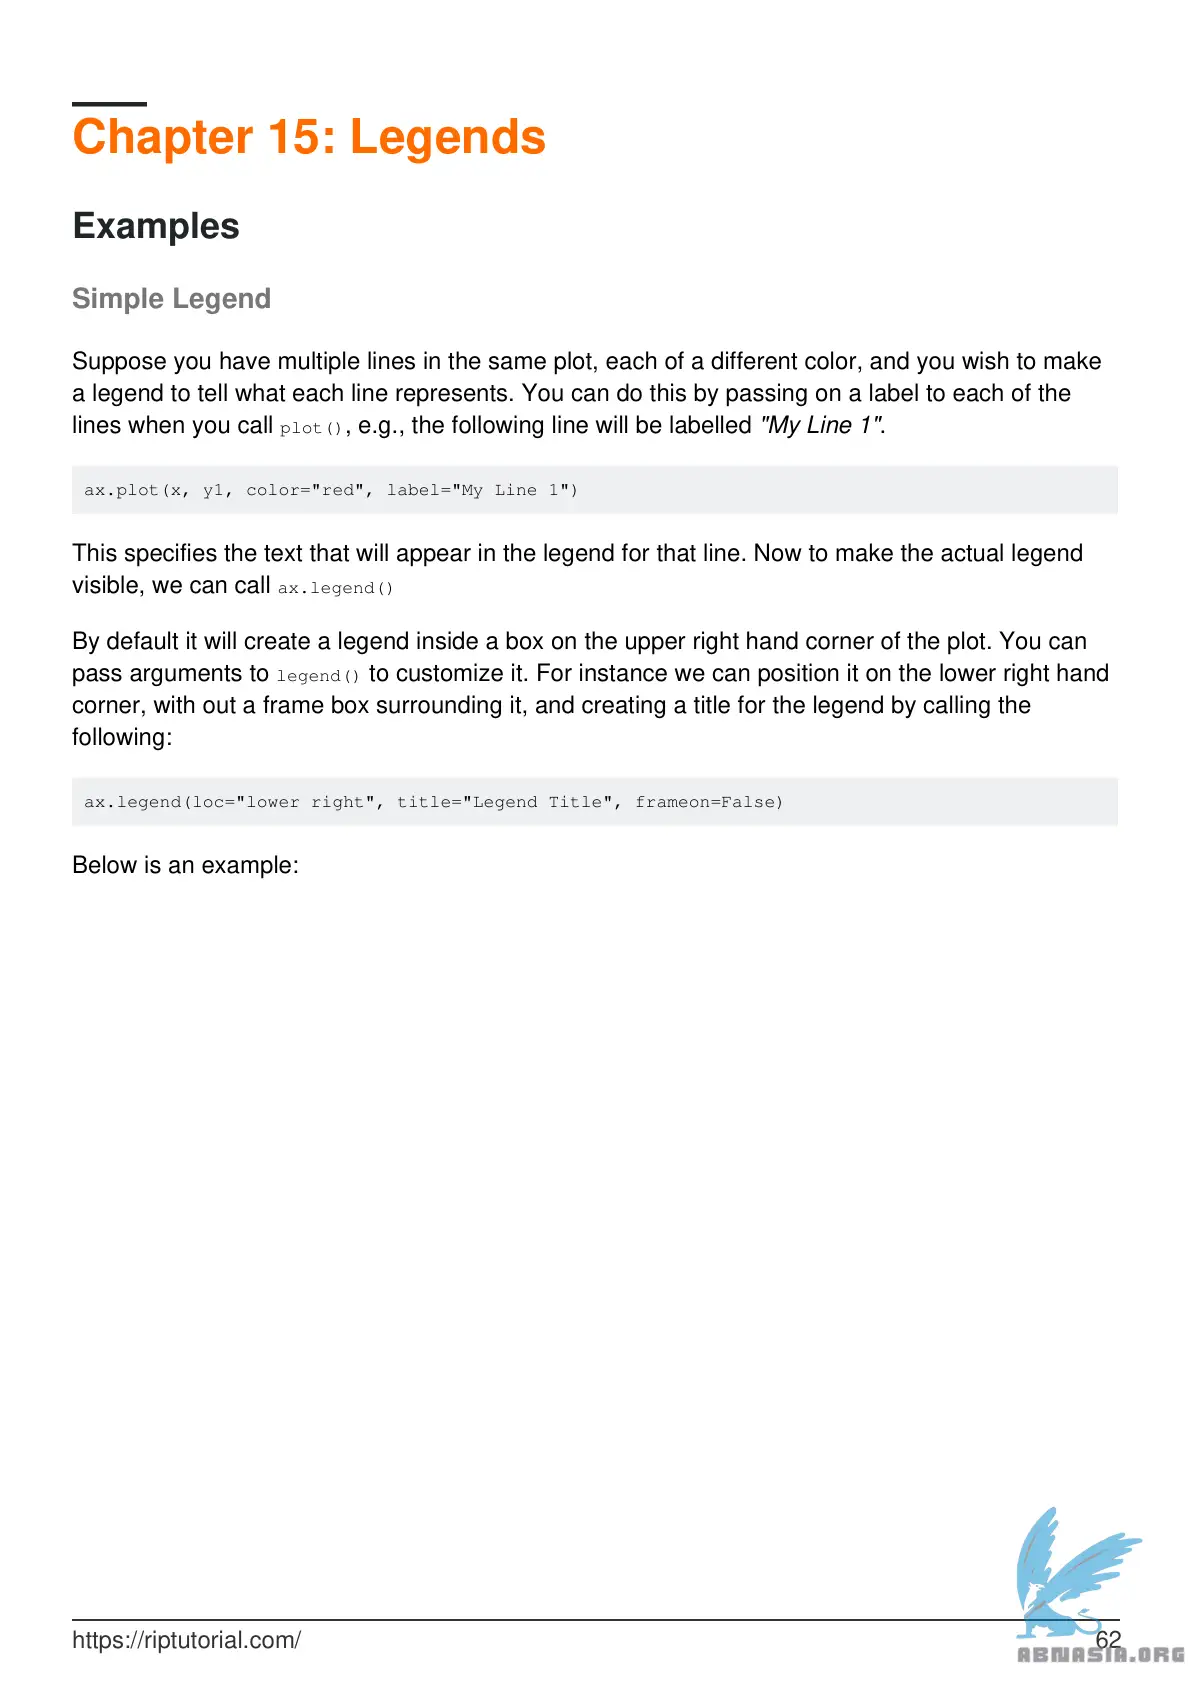 Chapter 15: Legends
Examples
Simple Legend
Suppose you have multiple lines in the same plot, each of a different color, and you wish to make
a legend to tell what each line represents. You can do this by passing on a label to each of the
lines when you call plot(), e.g., the following line will be labelled "My Line 1".
ax.plot(x, y1, color="red", label="My Line 1")
This specifies the text that will appear in the legend for that line. Now to make the actual legend
visible, we can call ax.legend()
By default it will create a legend inside a box on the upper right hand corner of the plot. You can
pass arguments to legend() to customize it. For instance we can position it on the lower right hand
corner, with out a frame box surrounding it, and creating a title for the legend by calling the
following:
ax.legend(loc="lower right", title="Legend Title", frameon=False)
Below is an example:
https://riptutorial.com/ 62
ABNASIA.ORG